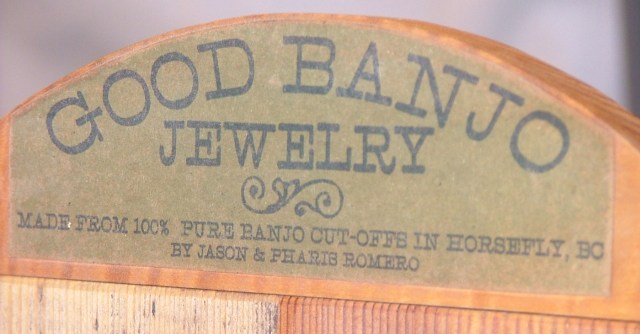 GOOD BANJO
JEWELRY
MADE FROM 100% PURE BANJO CUT-OFFS IN HORSEFLY, BC
BY JASON & PHARIS ROMERO